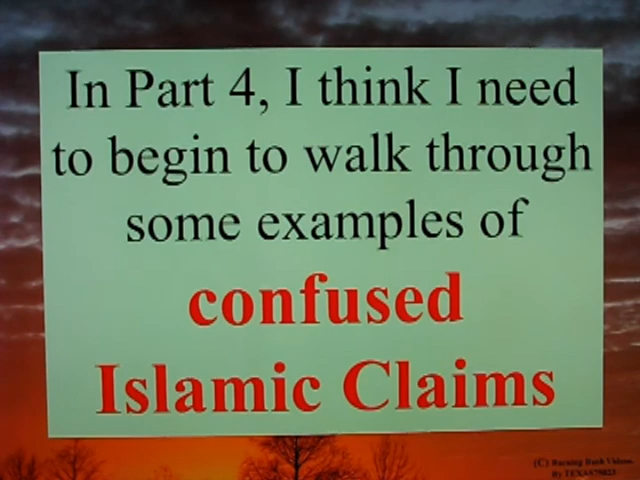 In Part 4, I think I need
to begin to walk through
some examples of
confused
Islamic Claims
(C) Burning Bush Videos.
By TEXAS79823